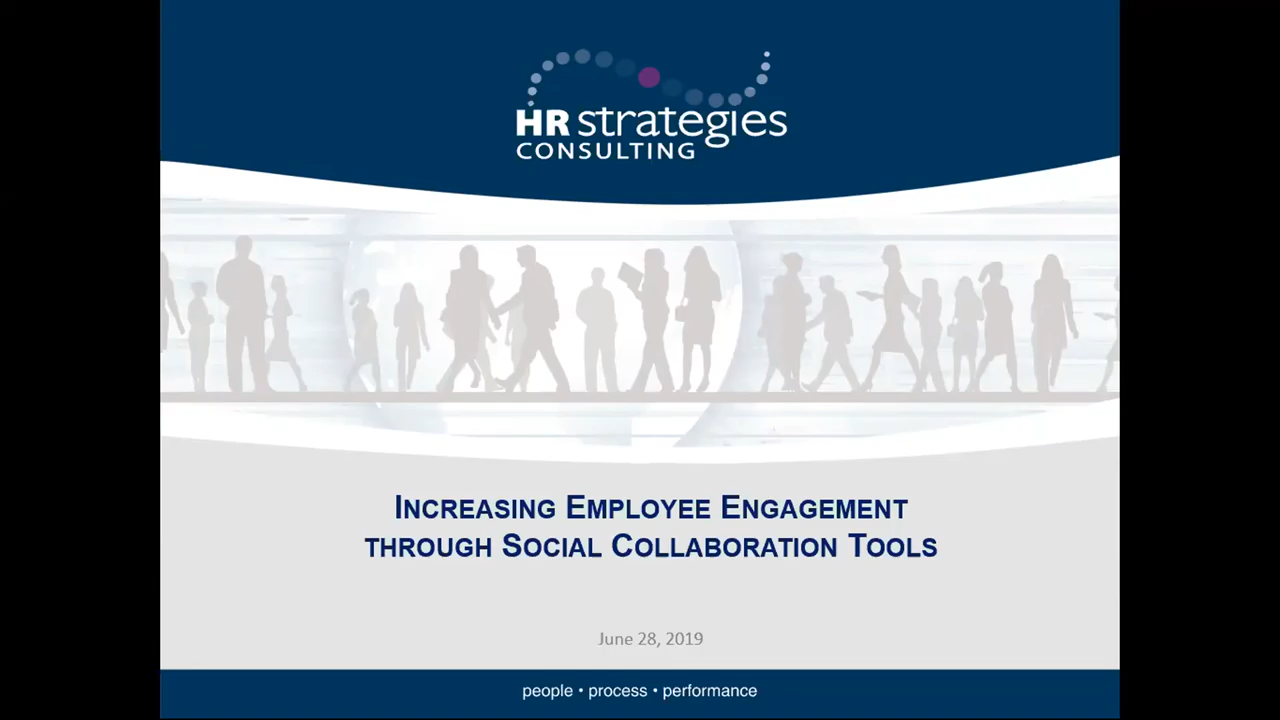 HR strategies
CONSULTING
INCREASING EMPLOYEE ENGAGEMENT
THROUGH SOCIAL COLLABORATION TOOLS
June 28, 2019
people • process • performance